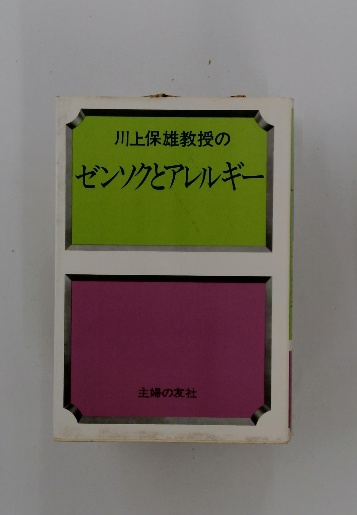 川上保雄教授の
ゼンソクとアレルギー
主婦の友社